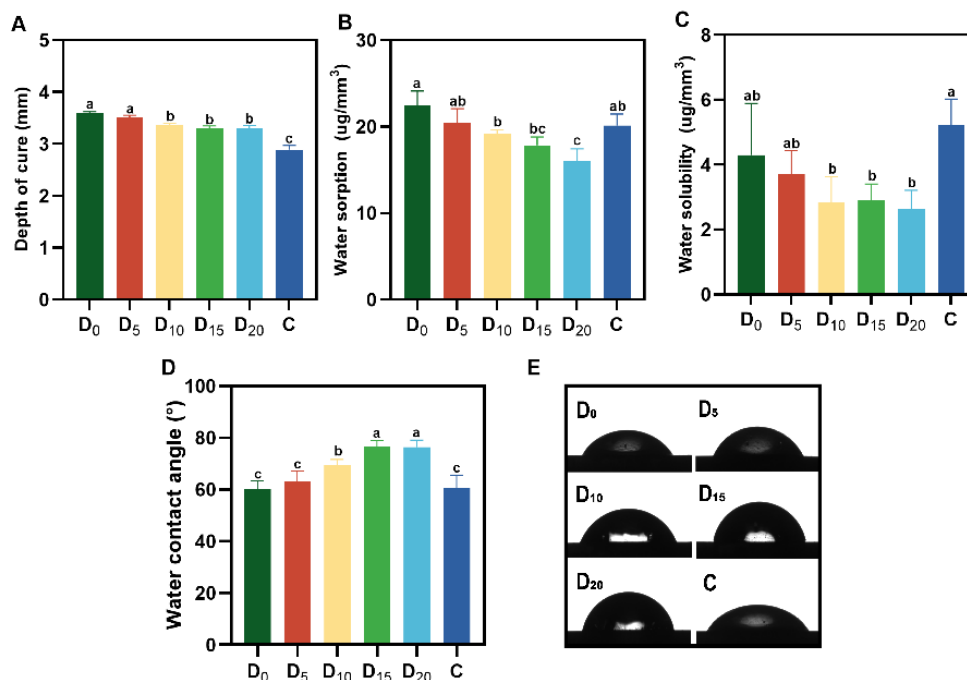 A
Depth of cure (mm)
5
4
3
2
1
0
a
a
b
b
b
c
D0 D5 D10 D15 D20 C
B
Water sorption (ug/mm3)
30
20
10
0
a
ab
b
bc
c
ab
D0 D5 D10 D15 D20 C
C
Water solubility (ug/mm3)
8
6
4
2
0
ab
ab
b
b
b
a
D0 D5 D10 D15 D20 C
D
Water contact angle (°)
100
80
60
40
20
0
c
c
b
a
a
c
D0 D5 D10 D15 D20 C
E
D0 D5
D10 D15
D20 C